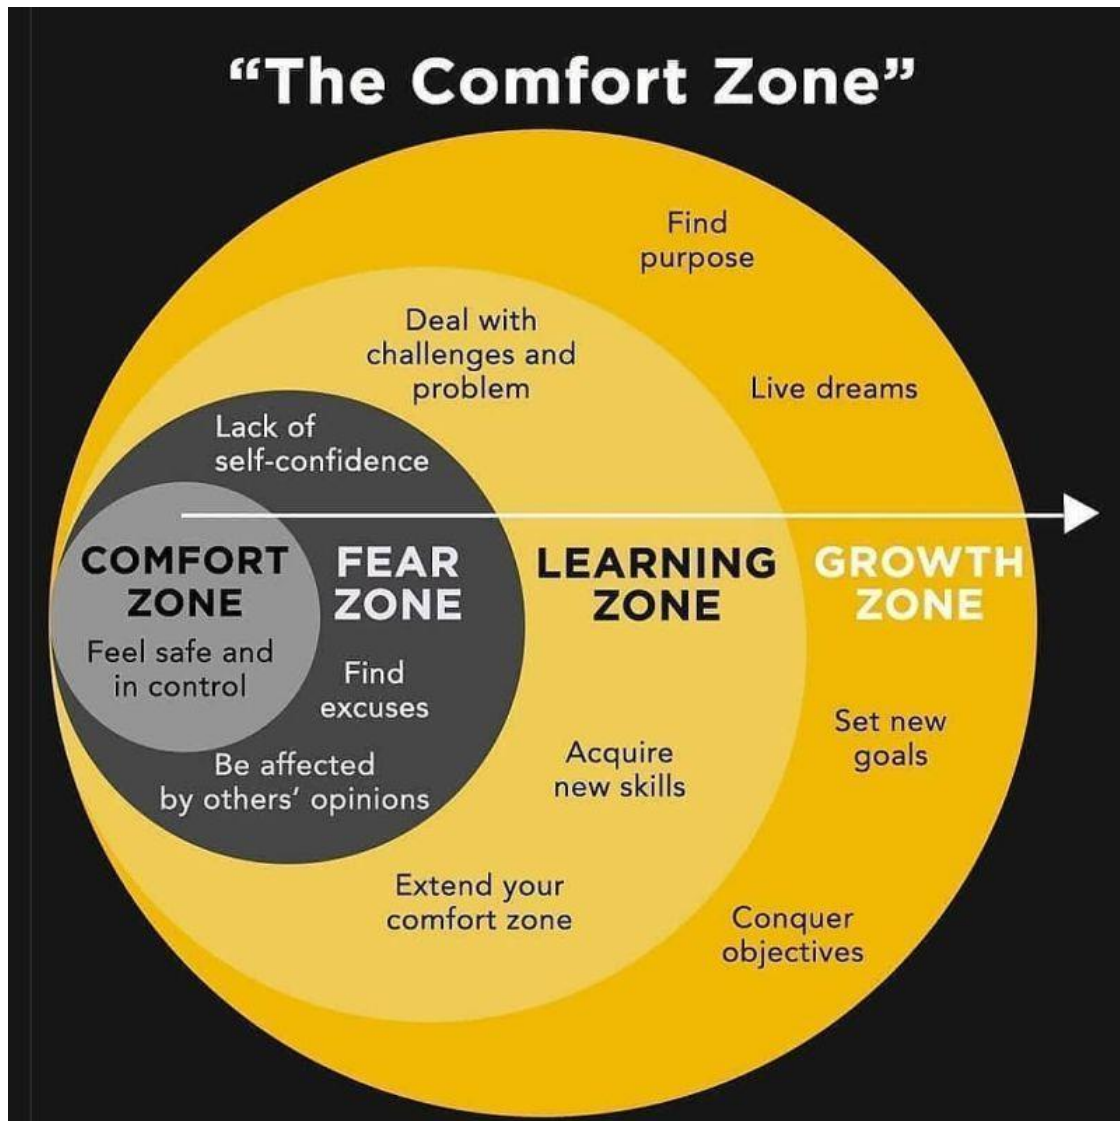 “The Comfort Zone”
Find
purpose
Deal with
challenges and
problem
Live dreams
Lack of
self-confidence
COMFORT
ZONE
Feel safe and
in control
FEAR
ZONE
Find
excuses
Be affected
by others’ opinions
LEARNING
ZONE
Acquire
new skills
Extend your
comfort zone
GROWTH
ZONE
Set new
goals
Conquer
objectives